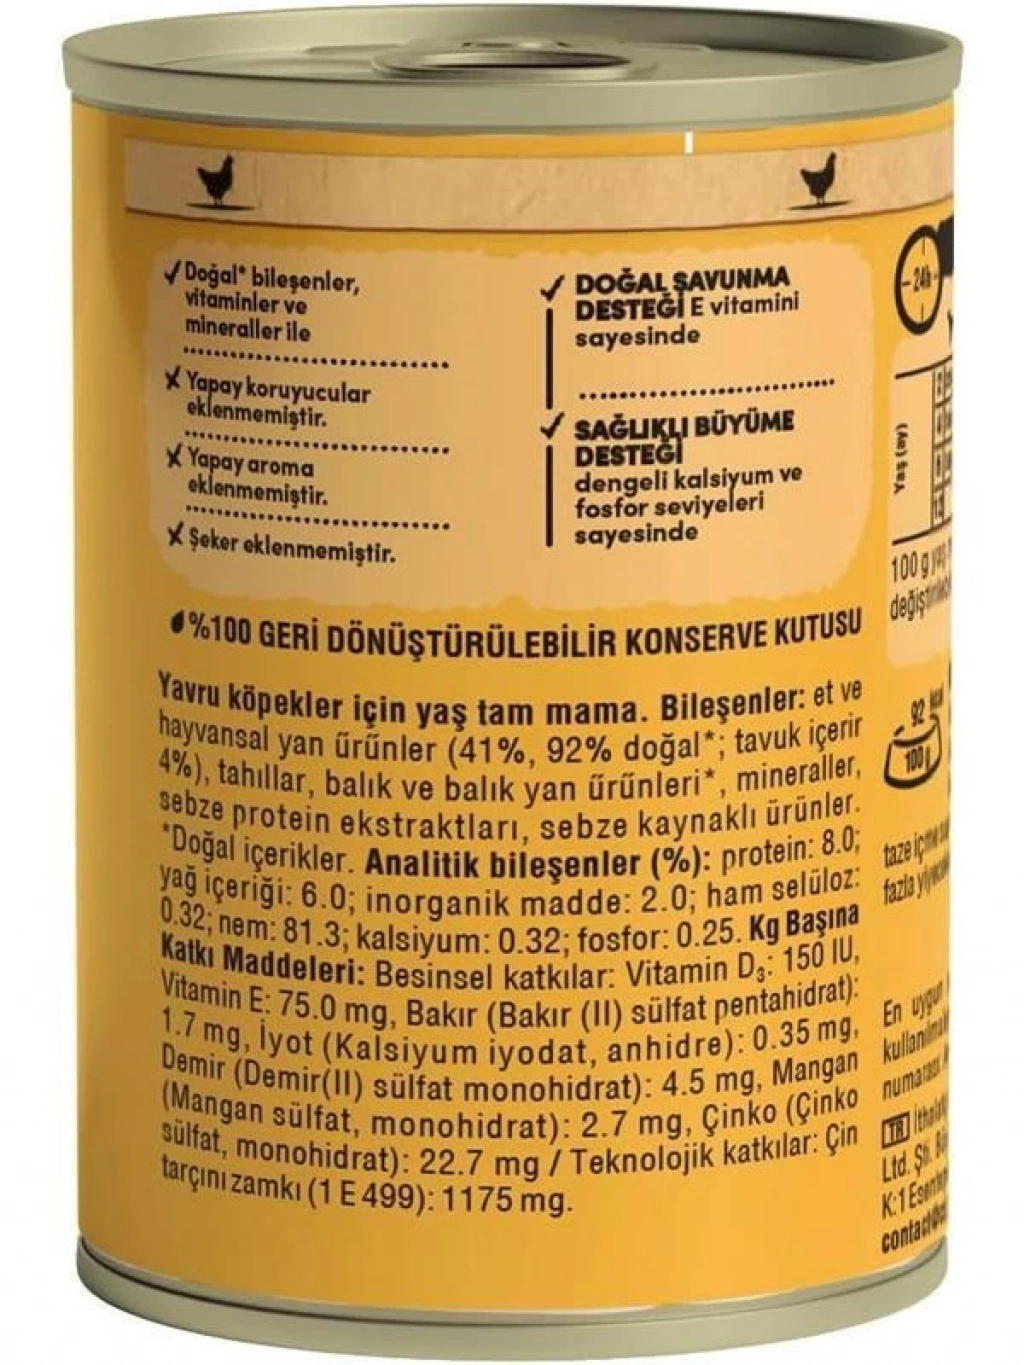 ✓ Doğal* bileşenler,
vitaminler ve
mineraller ile
✗ Yapay koruyucular
eklenmemiştir.
✗ Yapay aroma
eklenmemiştir.
✗ Şeker eklenmemiştir.
✓ DOĞAL SAVUNMA
DESTEĞİ E vitamini
sayesinde
✓ SAĞLIKLI BÜYÜME
DESTEĞİ
dengeli kalsiyum ve
fosfor seviyeleri
sayesinde
%100 GERİ DÖNÜŞTÜRÜLEBİLİR KONSERVE KUTUSU
Yavru köpekler için yaş tam mama. Bileşenler: et ve
hayvansal yan ürünler (41%, 92% doğal*; tavuk içerir
4%), tahıllar, balık ve balık yan ürünleri*, mineraller,
sebze protein ekstraktları, sebze kaynaklı ürünler.
*Doğal içerikler. Analitik bileşenler (%): protein: 8.0;
yağ içeriği: 6.0; inorganik madde: 2.0; ham selüloz:
0.32; nem: 81.3; kalsiyum: 0.32; fosfor: 0.25. Kg Başına
Katkı Maddeleri: Besinsel katkılar: Vitamin D₃: 150 IU,
Vitamin E: 75.0 mg, Bakır (Bakır (II) sülfat pentahidrat):
1.7 mg, İyot (Kalsiyum iyodat, anhidre): 0.35 mg,
Demir (Demir(II) sülfat monohidrat): 4.5 mg, Mangan
(Mangan sülfat, monohidrat): 2.7 mg, Çinko (Çinko
sülfat, monohidrat): 22.7 mg / Teknolojik katkılar: Çin
tarçını zamkı (1 E 499): 1175 mg.
24h
Yaş (ay)
100 g yaş
92 kcal
100
taze içme
En uygun
TR
Ltd. Şti.
K:1